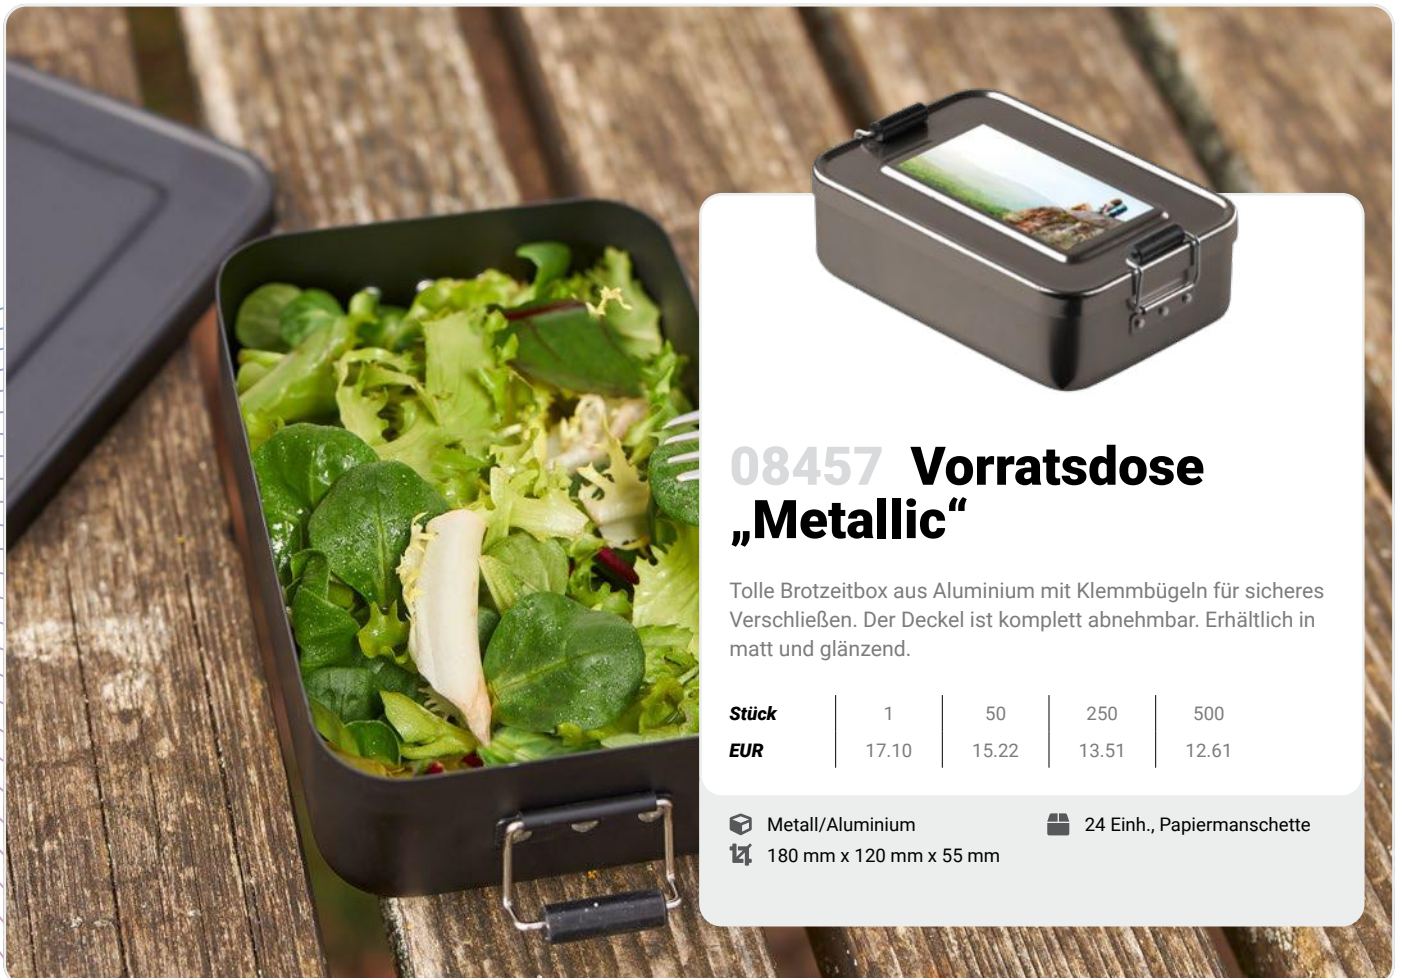 08457 Vorratsdose
„Metallic“
Tolle Brotzeitbox aus Aluminium mit Klemmbügeln für sicheres
Verschließen. Der Deckel ist komplett abnehmbar. Erhältlich in
matt und glänzend.
Stück 1 50 250 500
EUR 17.10 15.22 13.51 12.61
Metall/Aluminium 24 Einh., Papiermanschette
180 mm x 120 mm x 55 mm